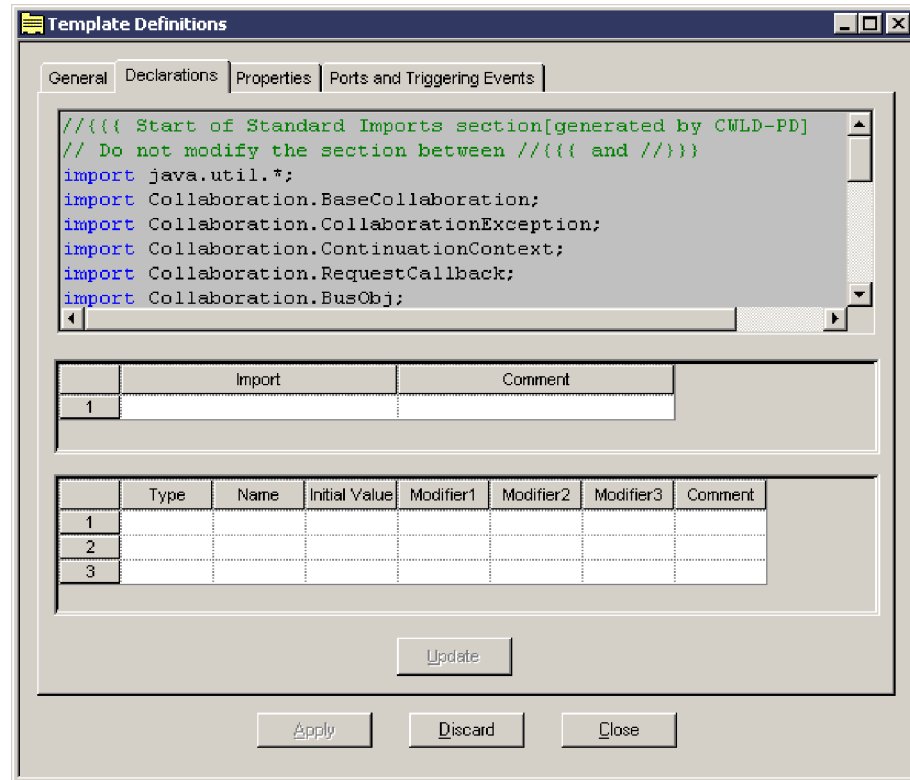 Template Definitions
General Declarations Properties Ports and Triggering Events
//{{{ Start of Standard Imports section[generated by CWLD-PD]
// Do not modify the section between //{{{ and //}}}
import java.util.*;
import Collaboration.BaseCollaboration;
import Collaboration.CollaborationException;
import Collaboration.ContinuationContext;
import Collaboration.RequestCallback;
import Collaboration.BusObj;
Import Comment
1
Type Name Initial Value Modifier1 Modifier2 Modifier3 Comment
1
2
3
Update
Apply Discard Close